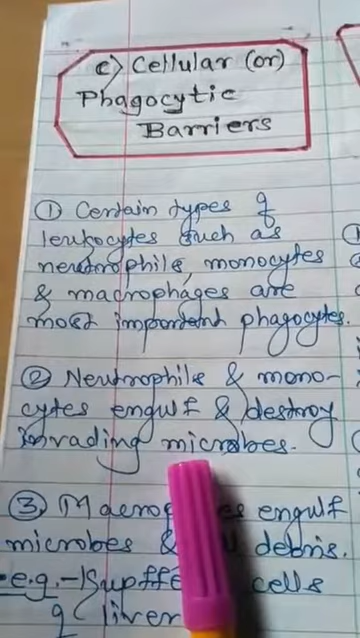 c) Cellular (or)
Phagocytic
Barriers
① Certain types of
leukocytes such as
neutrophils, monocytes
& macrophages are
most important phagocytes.
② Neutrophils & mono-
cytes engulf & destroy
invading microbes.
③ engulf
microbes & debris.
e.g.- cells
of liver